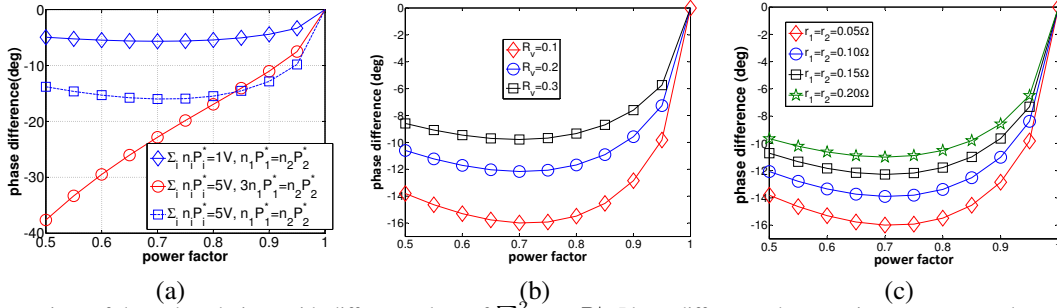 0
-10
-20
-30
-40
phase difference(deg)
Σi niPi*=1V, n1P1*=n2P2*
Σi niPi*=5V, 3n1P1*=n2P2*
Σi niPi*=5V, n1P1*=n2P2*
0.5 0.6 0.7 0.8 0.9 1
power factor
(a)
0
-2
-4
-6
-8
-10
-12
-14
-16
phase difference (deg)
Rv=0.1
Rv=0.2
Rv=0.3
0.5 0.6 0.7 0.8 0.9 1
power factor
(b)
0
-2
-4
-6
-8
-10
-12
-14
-16
phase difference (deg)
r1=r2=0.05Ω
r1=r2=0.10Ω
r1=r2=0.15Ω
r1=r2=0.20Ω
0.5 0.6 0.7 0.8 0.9
power factor
(c)